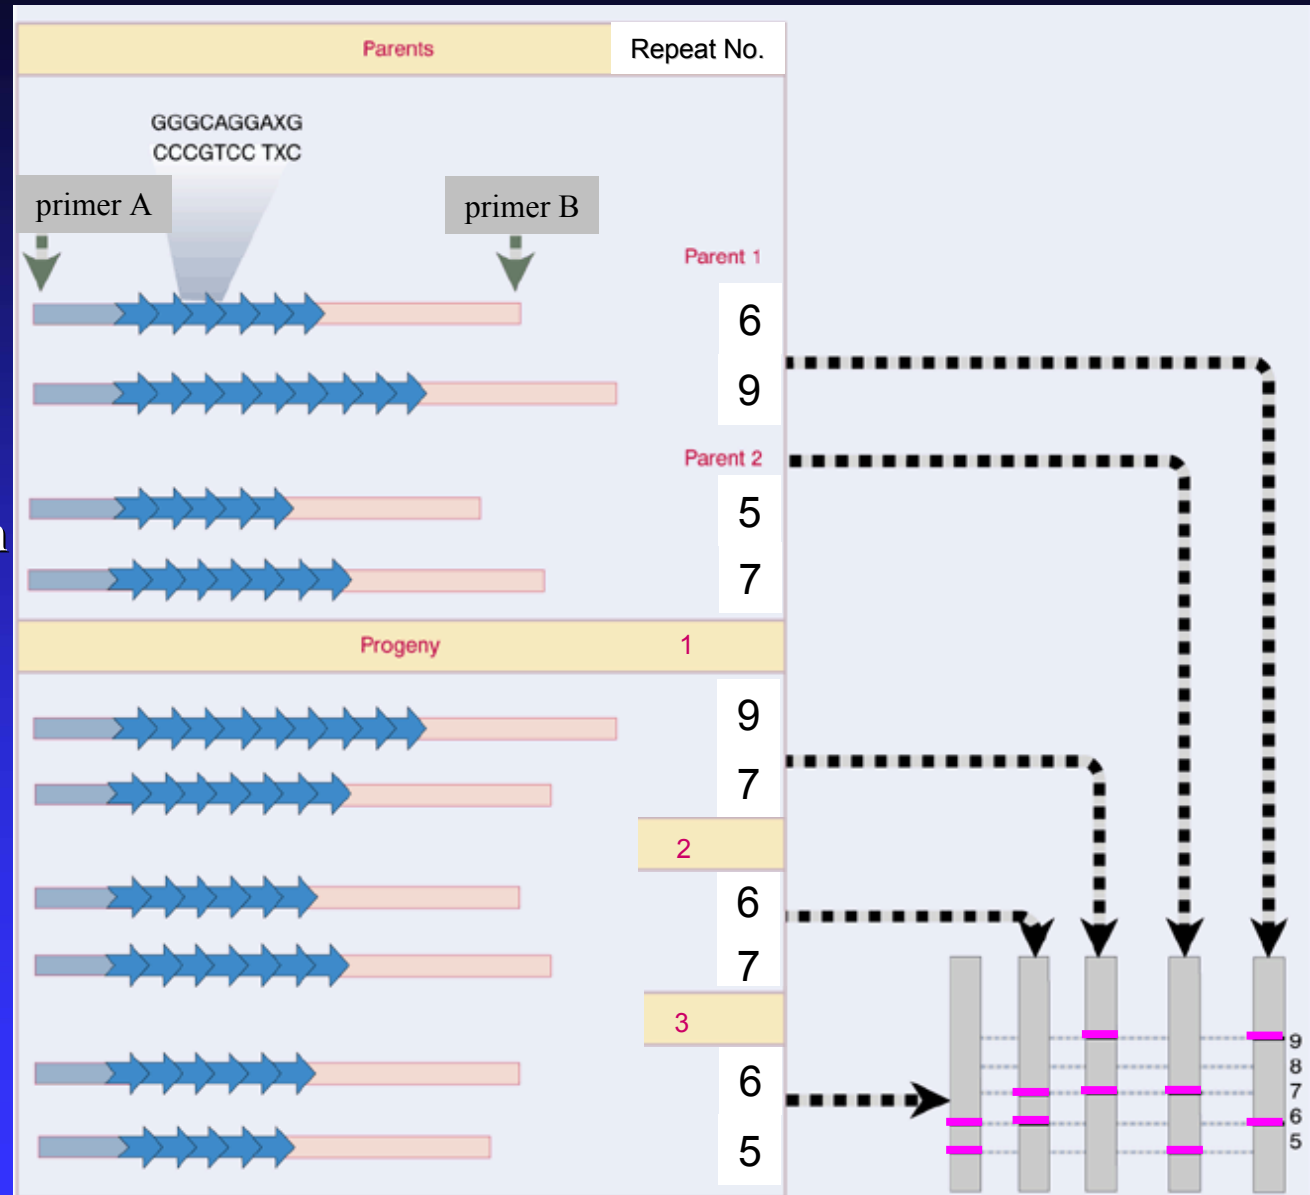 Parents
Repeat No.
GGGCAGGAXG
CCCGTCC TXC
primer A
primer B
Parent 1
6
9
Parent 2
5
7
Progeny 1
9
7
2
6
7
3
6
5
9
8
7
6
5